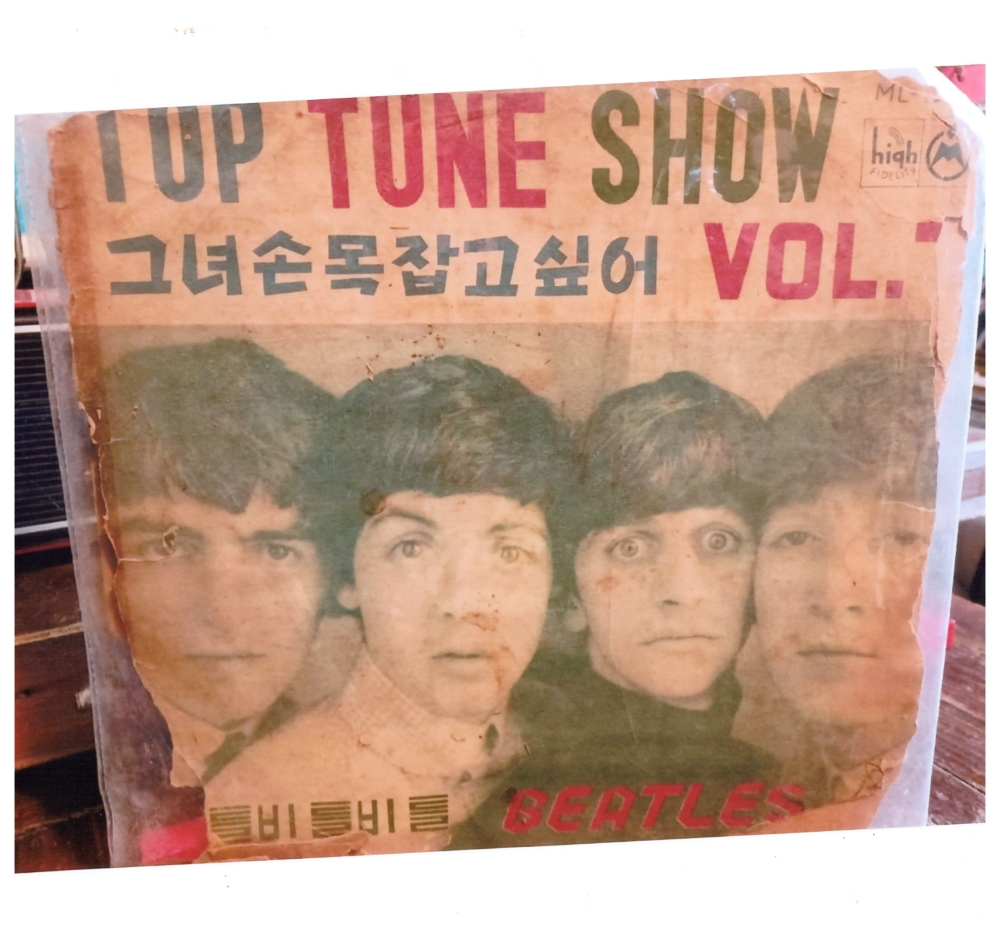 TOP TUNE SHOW
ML-
high
FIDELITY
그녀손목잡고싶어 VOL.
틀비틀비틀 BEATLES